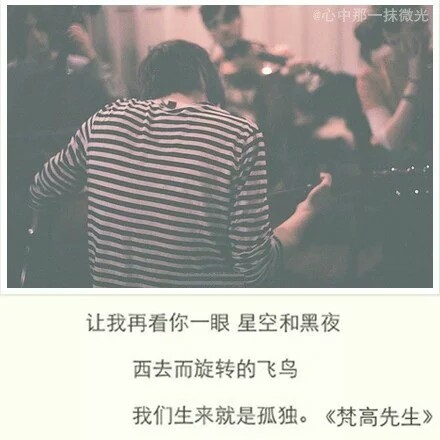 @心中那一抹微光
让我再看你一眼 星空和黑夜
西去而旋转的飞鸟
我们生来就是孤独。《梵高先生》